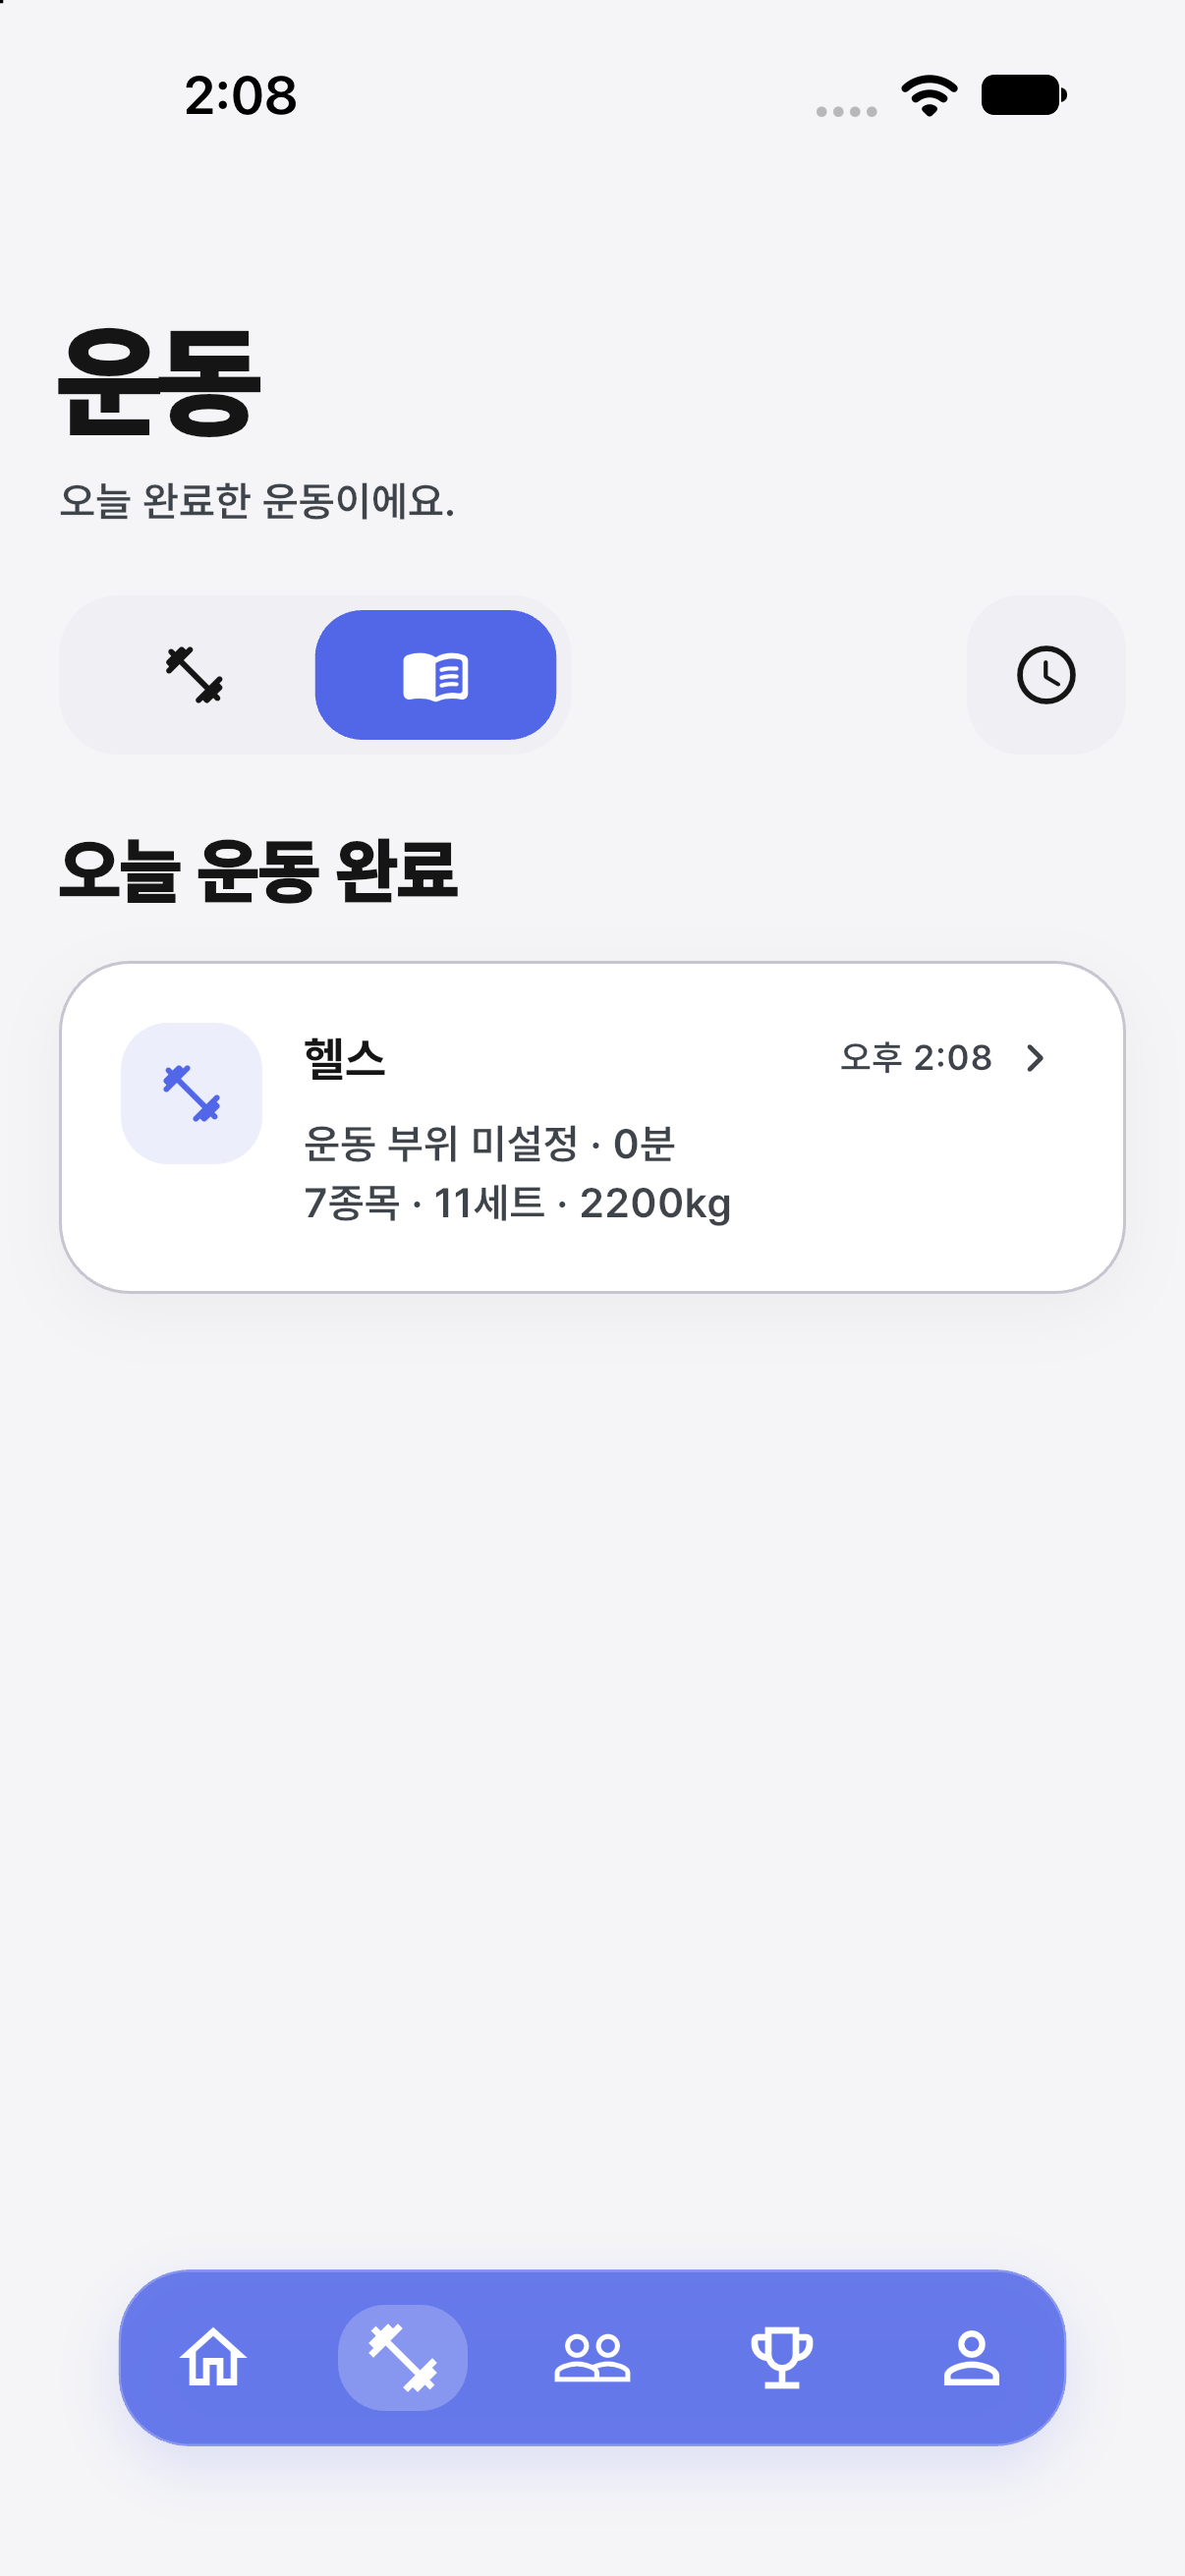 2:08
운동
오늘 완료한 운동이에요.
오늘 운동 완료
헬스
오후 2:08
운동 부위 미설정 · 0분
7종목 · 11세트 · 2200kg